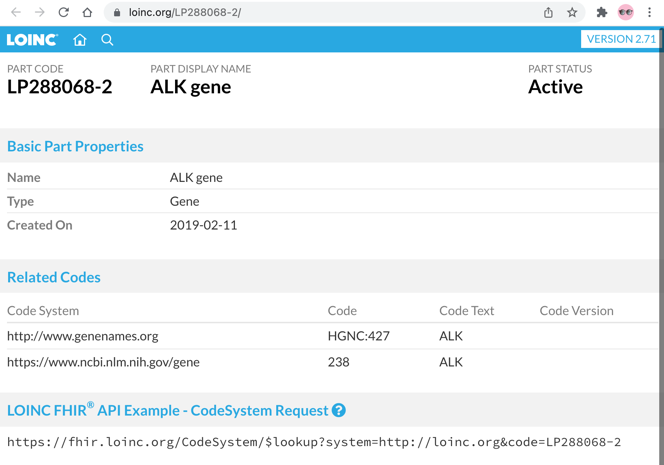 loinc.org/LP288068-2/
LOINC VERSION 2.71
PART CODE PART DISPLAY NAME PART STATUS
LP288068-2 ALK gene Active
Basic Part Properties
Name ALK gene
Type Gene
Created On 2019-02-11
Related Codes
Code System Code Code Text Code Version
http://www.genenames.org HGNC:427 ALK
https://www.ncbi.nlm.nih.gov/gene 238 ALK
LOINC FHIR® API Example - CodeSystem Request ?
https://fhir.loinc.org/CodeSystem/$lookup?system=http://loinc.org&code=LP288068-2